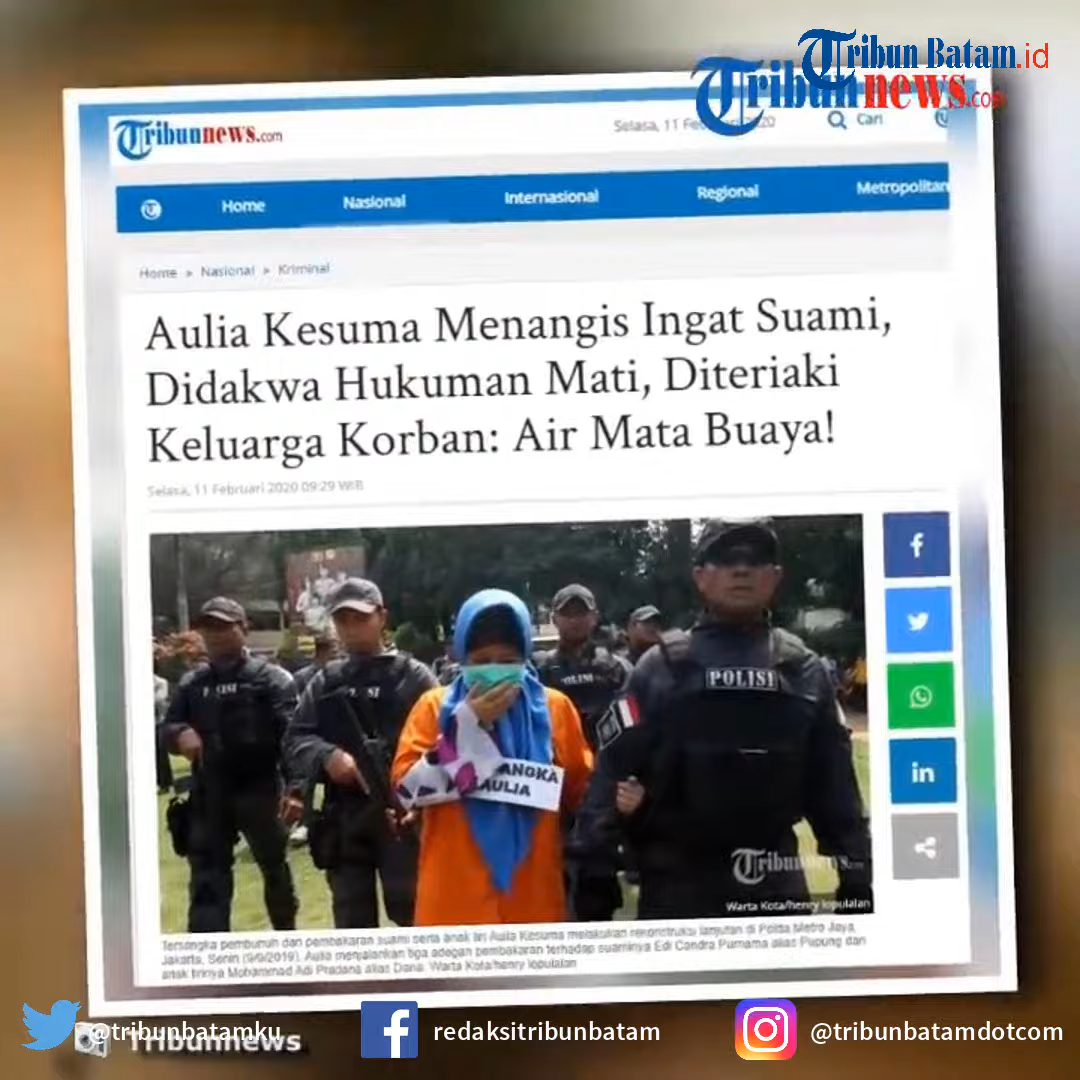 Tribun Batam.id
Tribunnews.com
Tribunnews.com
Selasa, 11 Februari 2020
Cari
Home
Nasional
Internasional
Regional
Metropolitan
Home » Nasional » Kriminal
Aulia Kesuma Menangis Ingat Suami,
Didakwa Hukuman Mati, Diteriaki
Keluarga Korban: Air Mata Buaya!
Selasa, 11 Februari 2020 09:29 WIB
POLISI
ANGKA
AULIA
Tribunnews.com
Warta Kota/henry lopulalan
Tersangka pembunuh dan pembakaran suami serta anak tiri Aulia Kesuma melakukan rekonstruksi lanjutan di Polda Metro Jaya,
Jakarta, Senin (9/9/2019). Aulia menjalankan tiga adegan pembakaran terhadap suaminya Edi Candra Purnama alias Pupung dan
anak tirinya Mohammad Adi Pradana alias Dana. Warta Kota/henry lopulalan
@tribunbatamku
redaksitribunbatam
@tribunbatamdotcom
Tribunnews